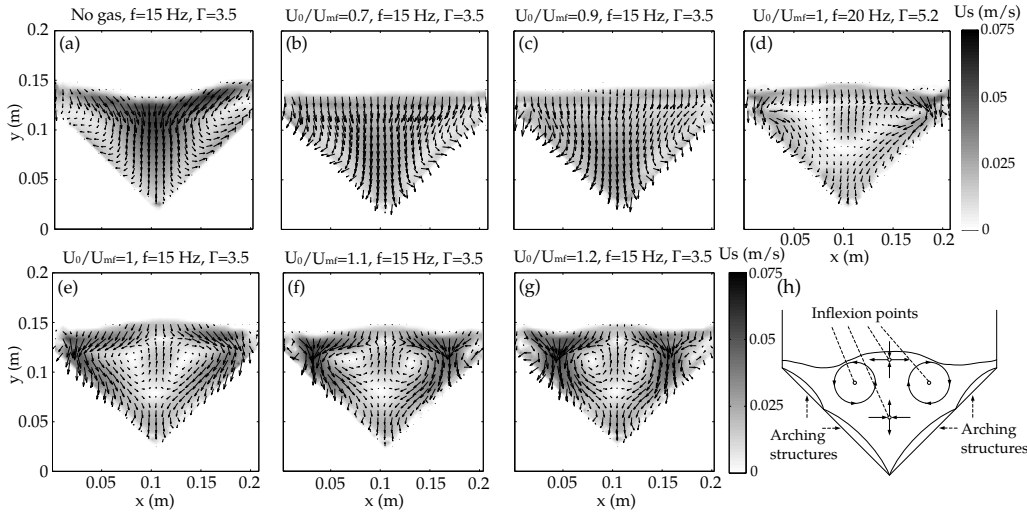 No gas, f=15 Hz, Γ=3.5
U₀/Uₘf=0.7, f=15 Hz, Γ=3.5
U₀/Uₘf=0.9, f=15 Hz, Γ=3.5
U₀/Uₘf=1, f=20 Hz, Γ=5.2
Us (m/s)
0.2
0.15
0.1
0.05
0
y (m)
(a)
(b)
(c)
(d)
0.075
0.05
0.025
0
0.05 0.1 0.15 0.2
x (m)
U₀/Uₘf=1, f=15 Hz, Γ=3.5
U₀/Uₘf=1.1, f=15 Hz, Γ=3.5
U₀/Uₘf=1.2, f=15 Hz, Γ=3.5
Us (m/s)
0.2
0.15
0.1
0.05
0
y (m)
(e)
(f)
(g)
(h)
0.075
0.05
0.025
0
0.05 0.1 0.15 0.2
0.05 0.1 0.15 0.2
0.05 0.1 0.15 0.2
x (m)
x (m)
x (m)
Inflexion points
Arching
structures
Arching
structures